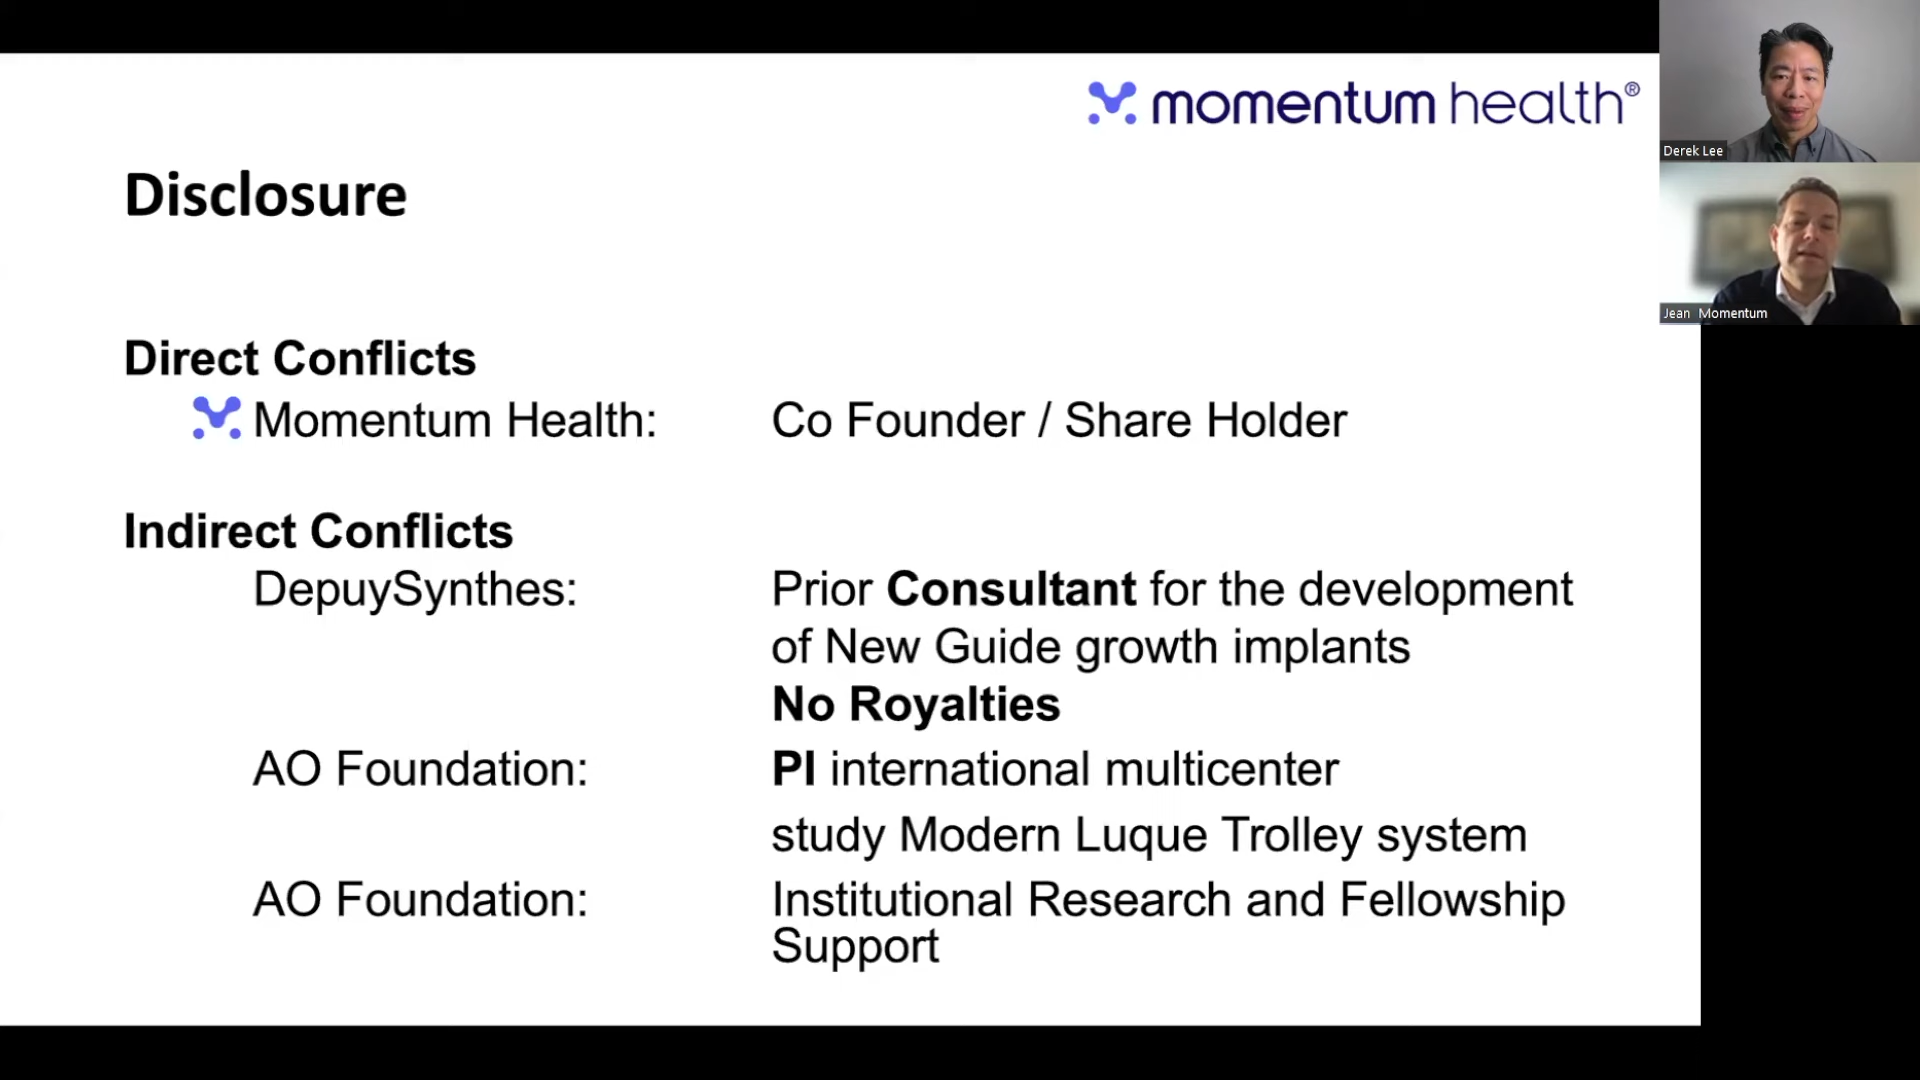 momentum health®
Derek Lee
Jean Momentum
Disclosure
Direct Conflicts
Momentum Health: Co Founder / Share Holder
Indirect Conflicts
DepuySynthes: Prior Consultant for the development
of New Guide growth implants
No Royalties
AO Foundation: PI international multicenter
study Modern Luque Trolley system
AO Foundation: Institutional Research and Fellowship
Support